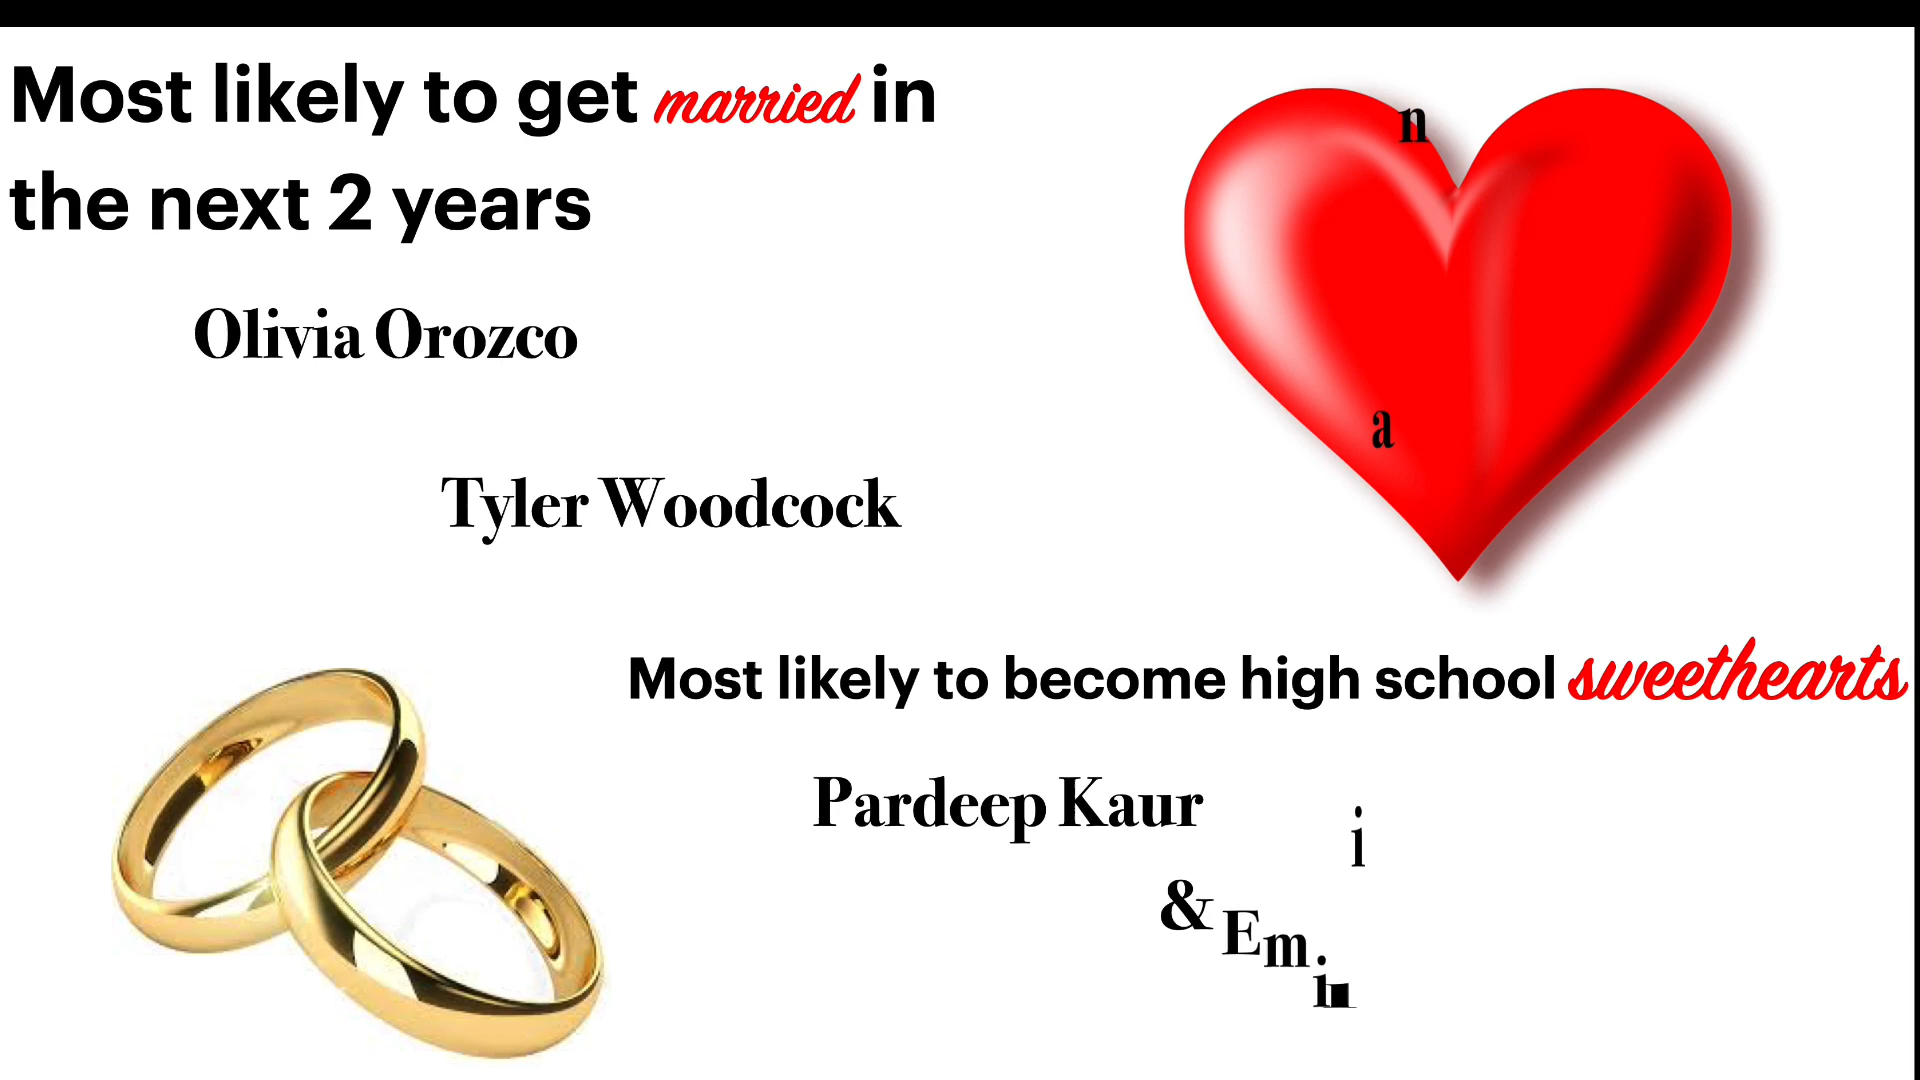 Most likely to get married in
the next 2 years
Olivia Orozco
Tyler Woodcock
Most likely to become high school sweethearts
Pardeep Kaur
&